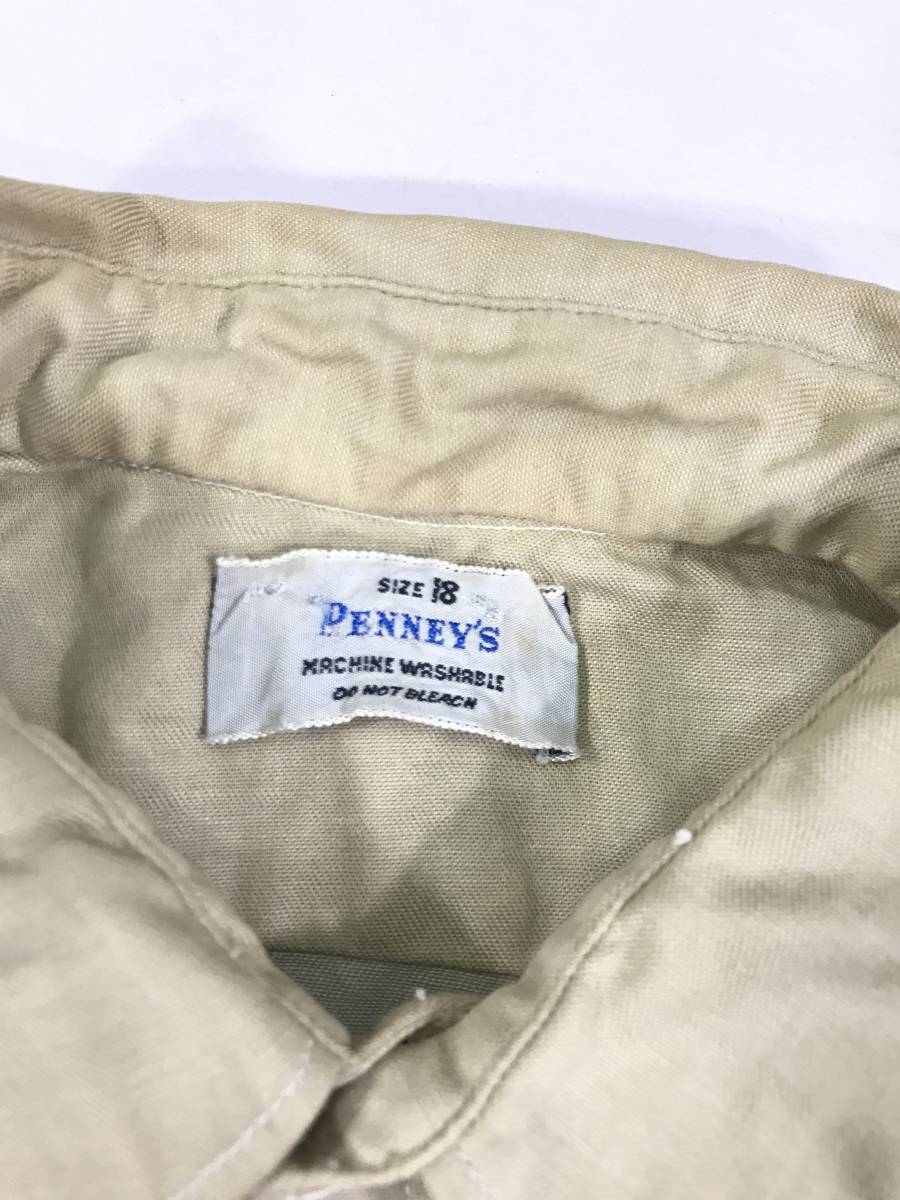 SIZE 18
PENNEY'S
MACHINE WASHABLE
DO NOT BLEACH